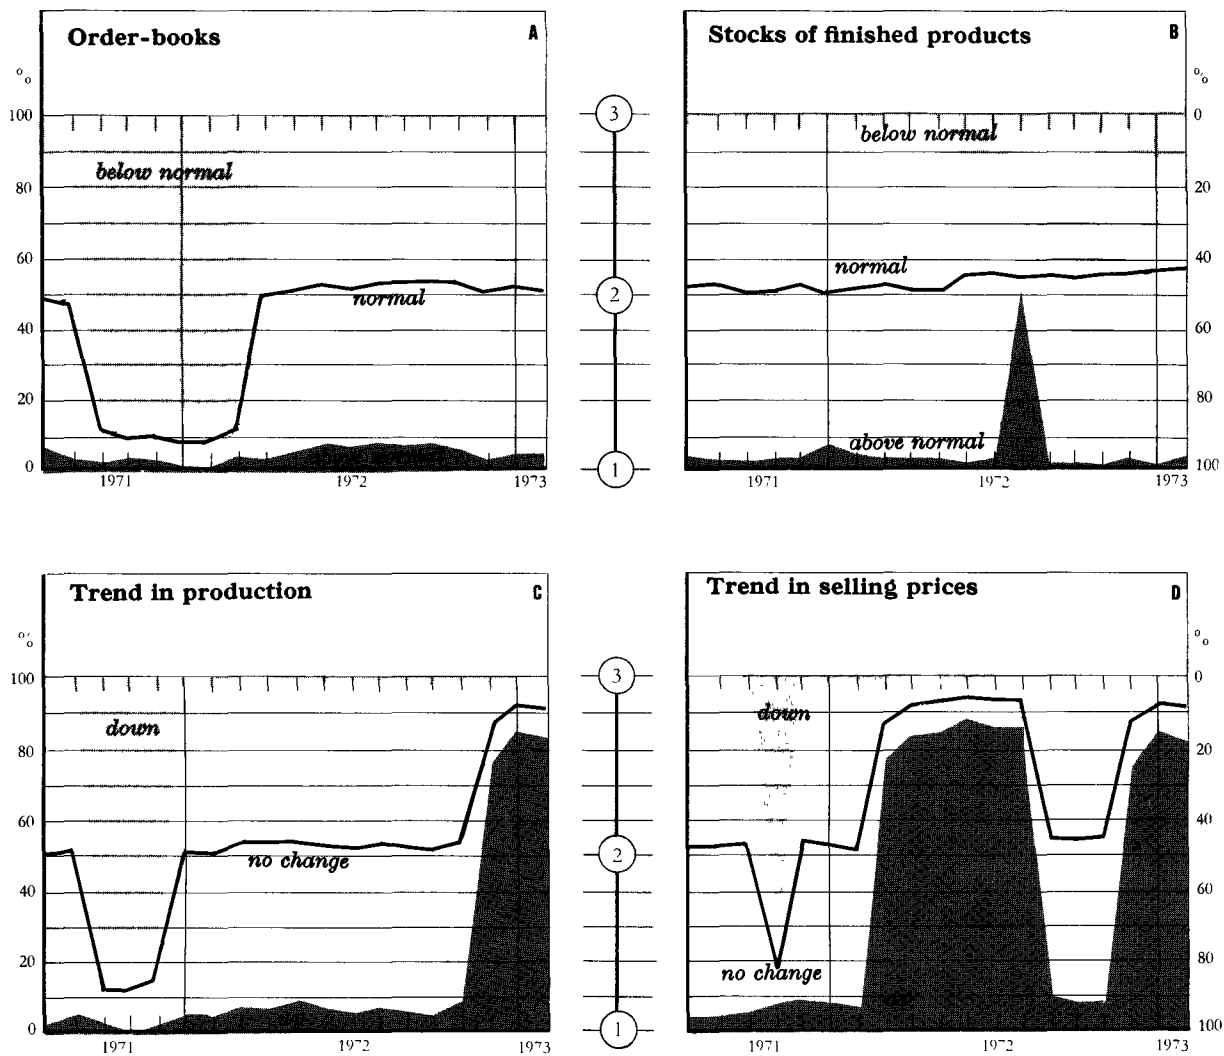 Order-books A
%
100
80
60
40
20
0
below normal
normal
1971 1972 1973
3
2
1
Stocks of finished products B
%
0
20
40
60
80
100
below normal
normal
above normal
1971 1972 1973
Trend in production C
%
100
80
60
40
20
0
down
no change
1971 1972 1973
3
2
1
Trend in selling prices D
%
0
20
40
60
80
100
down
no change
1971 1972 1973